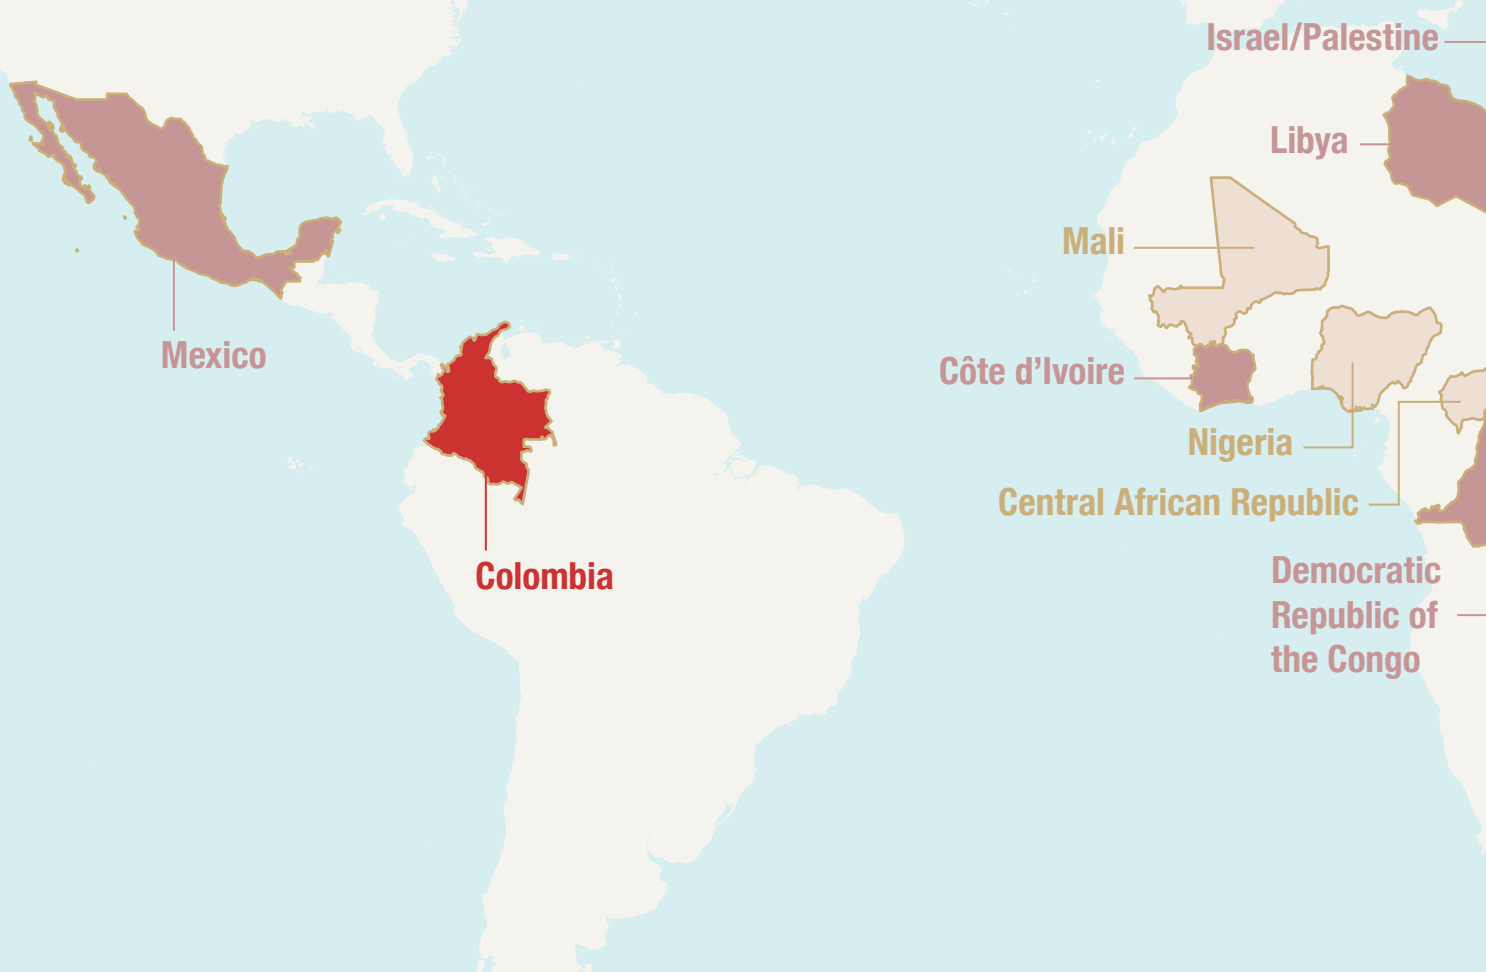 Israel/Palestine
Libya
Mali
Mexico
Côte d’Ivoire
Nigeria
Central African Republic
Colombia
Democratic
Republic of
the Congo